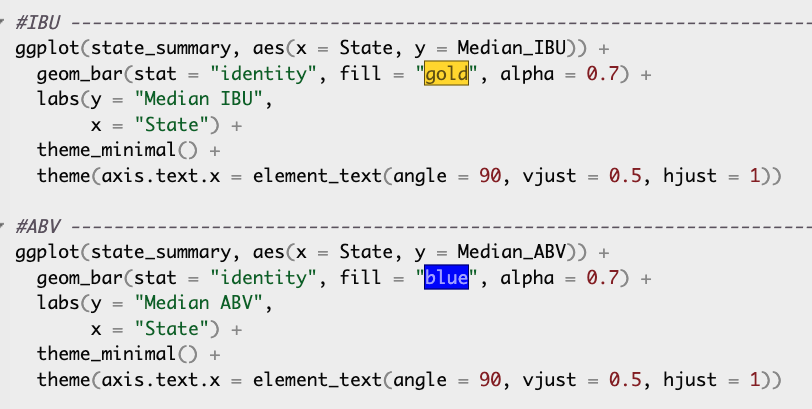 #IBU ----------------------------------------------------------------
ggplot(state_summary, aes(x = State, y = Median_IBU)) +
  geom_bar(stat = "identity", fill = "gold", alpha = 0.7) +
  labs(y = "Median IBU",
       x = "State") +
  theme_minimal() +
  theme(axis.text.x = element_text(angle = 90, vjust = 0.5, hjust = 1))
#ABV ----------------------------------------------------------------
ggplot(state_summary, aes(x = State, y = Median_ABV)) +
  geom_bar(stat = "identity", fill = "blue", alpha = 0.7) +
  labs(y = "Median ABV",
       x = "State") +
  theme_minimal() +
  theme(axis.text.x = element_text(angle = 90, vjust = 0.5, hjust = 1))